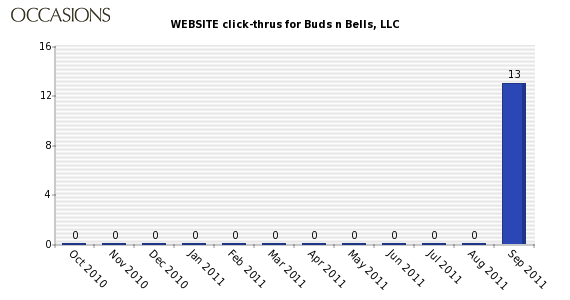 OCCASIONS
WEBSITE click-thrus for Buds n Bells, LLC
16
12
8
4
0
0 0 0 0 0 0 0 0 0 0 0 13
Oct 2010 Nov 2010 Dec 2010 Jan 2011 Feb 2011 Mar 2011 Apr 2011 May 2011 Jun 2011 Jul 2011 Aug 2011 Sep 2011